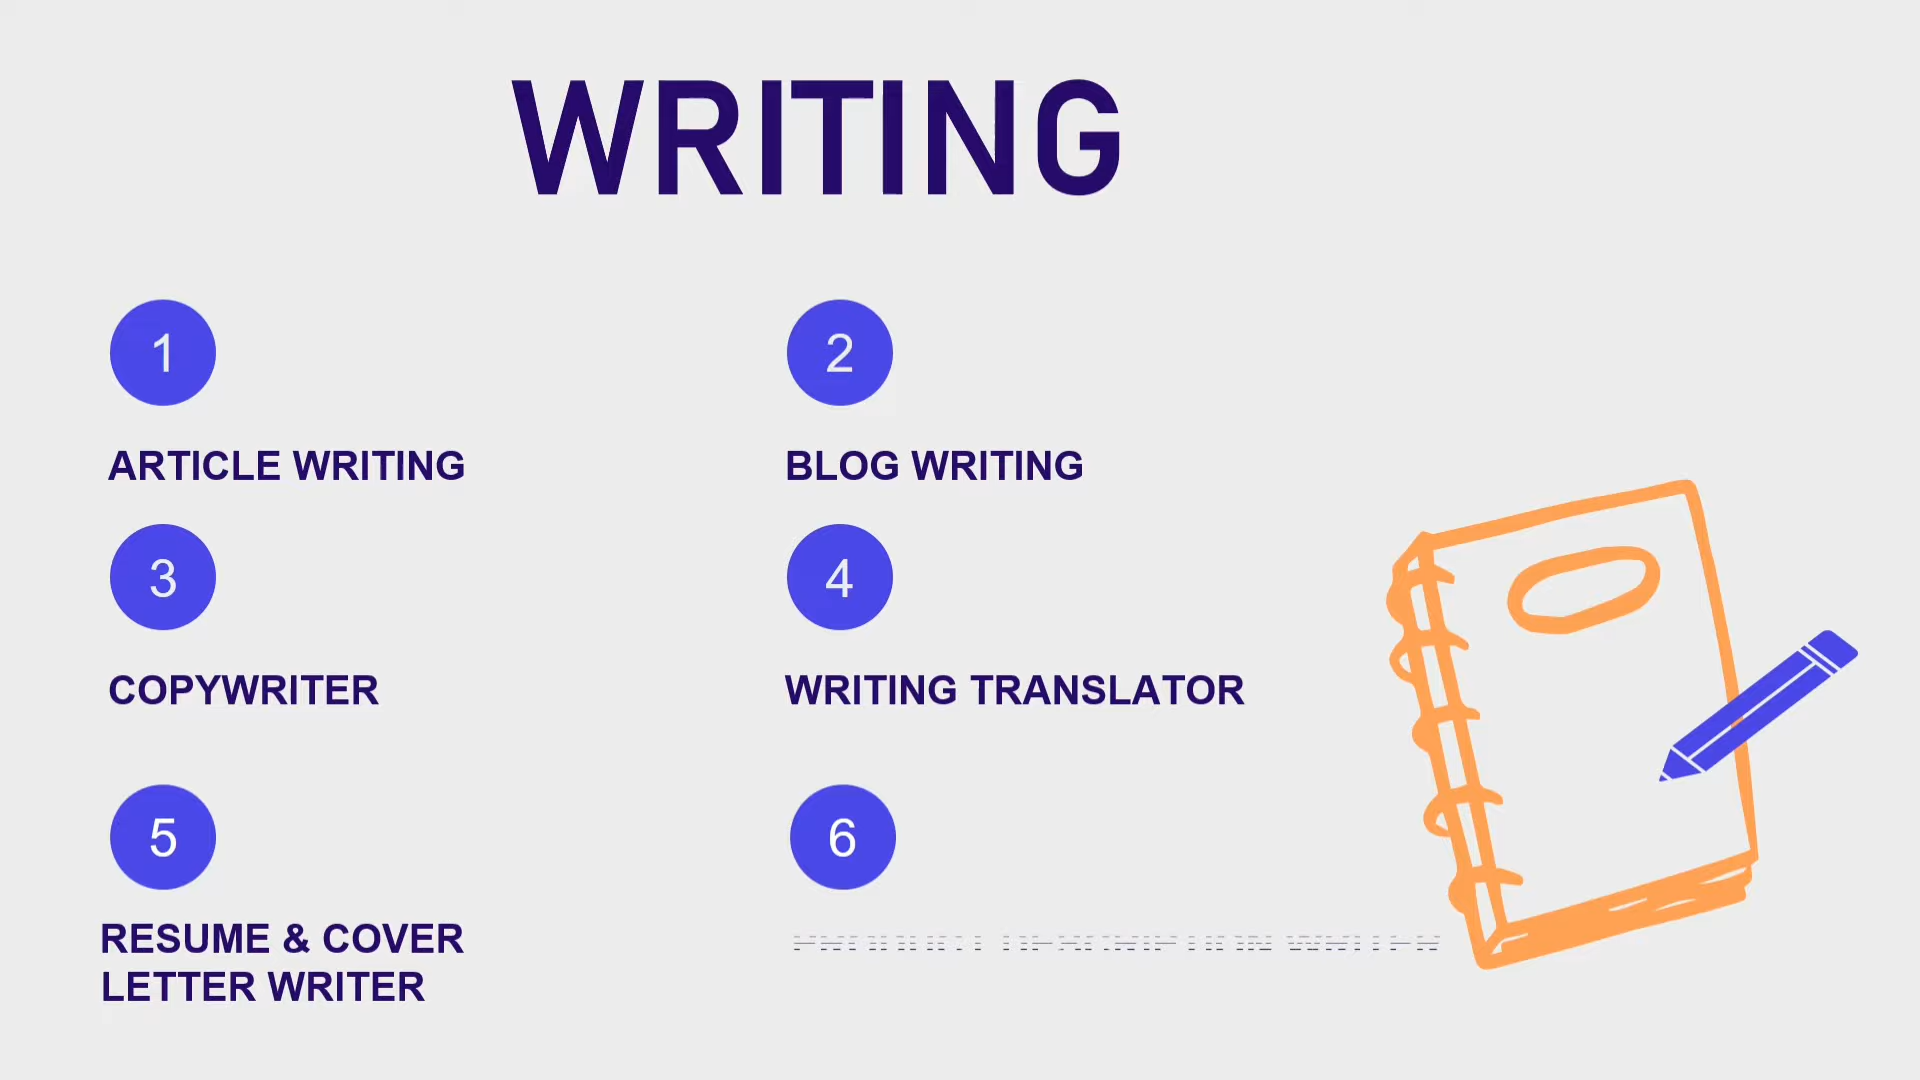 WRITING
1
2
ARTICLE WRITING
BLOG WRITING
3
4
COPYWRITER
WRITING TRANSLATOR
5
6
RESUME & COVER
LETTER WRITER